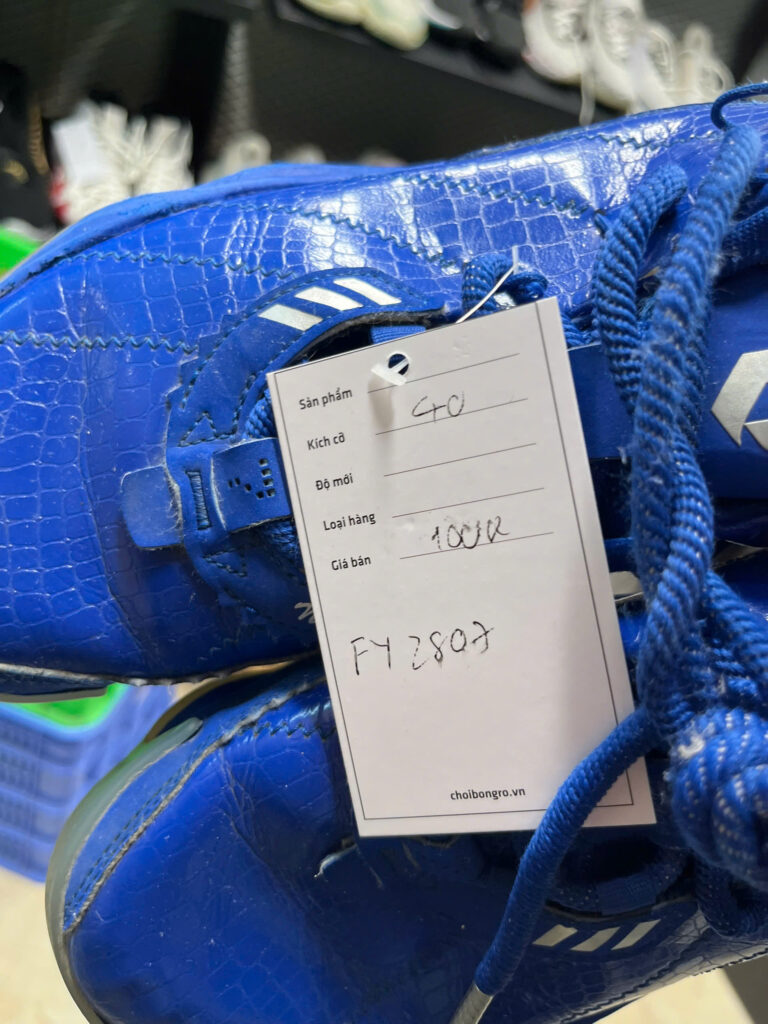 Sản phẩm
Kích cỡ 40
Độ mới
Loại hàng
Giá bán 100K
FY2807
choibongro.vn